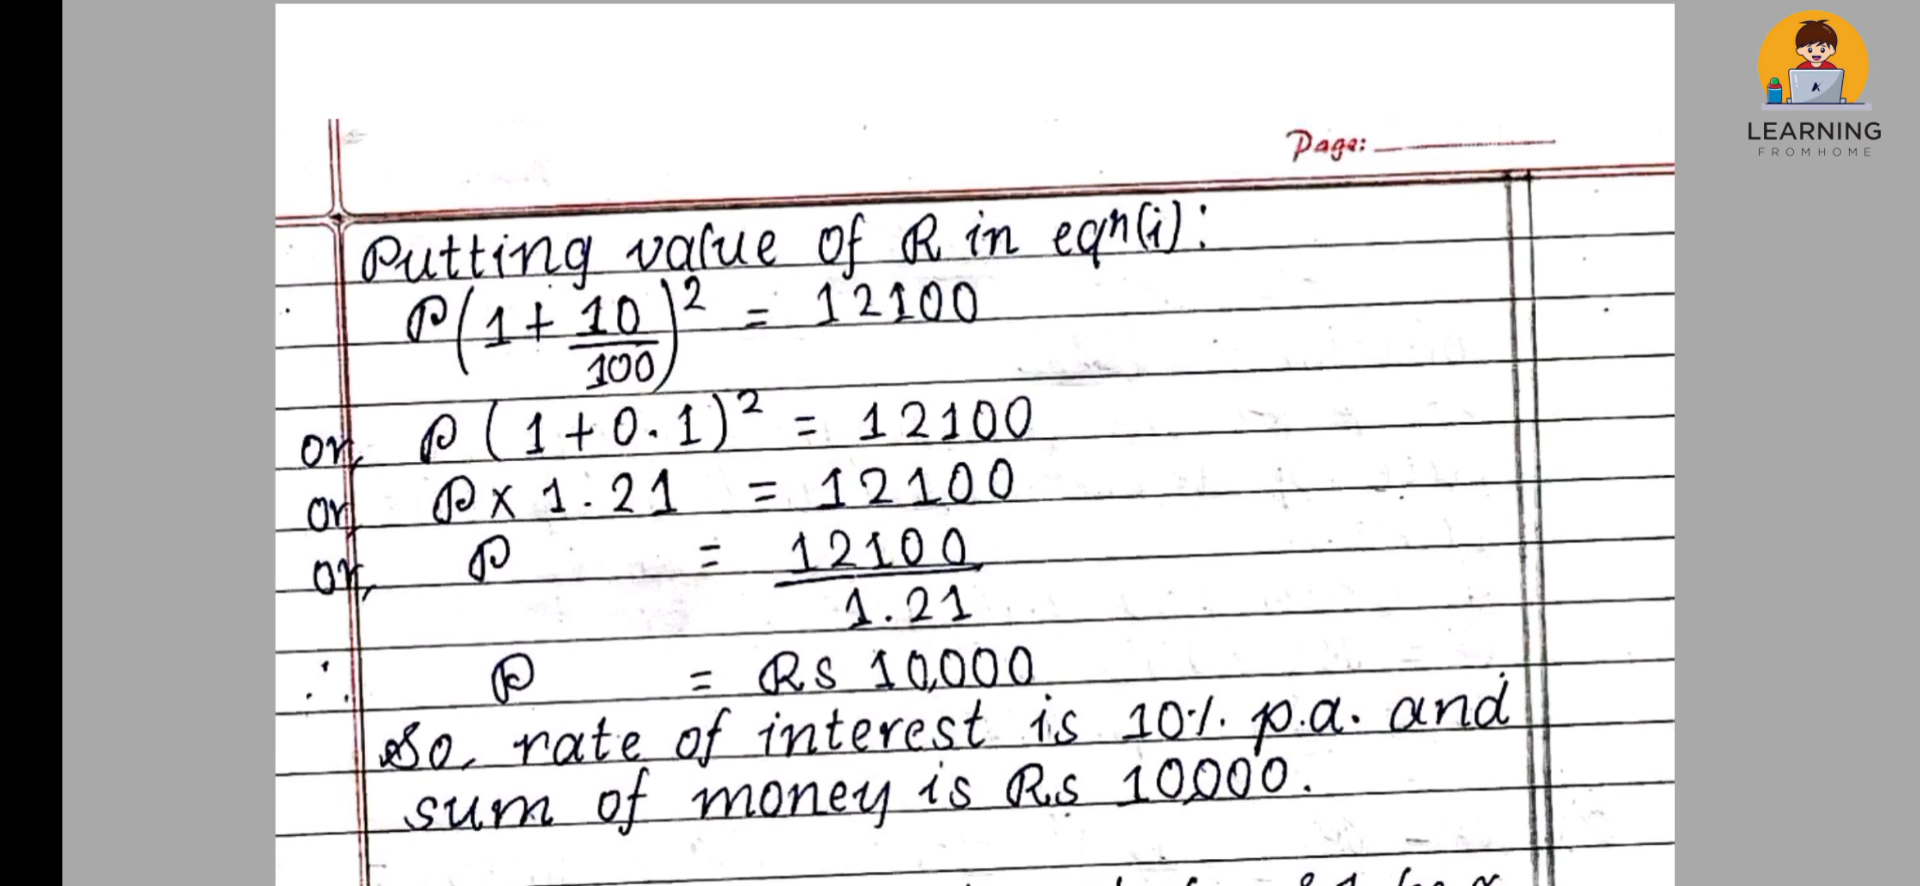 LEARNING
FROMHOME
Page:
Putting value of R in eqn(i):
P(1+10/100)² = 12100
or, P(1+0.1)² = 12100
or, P×1.21 = 12100
or, P = 12100/1.21
∴ P = Rs 10,000
So, rate of interest is 10% p.a. and
sum of money is Rs 10,000.